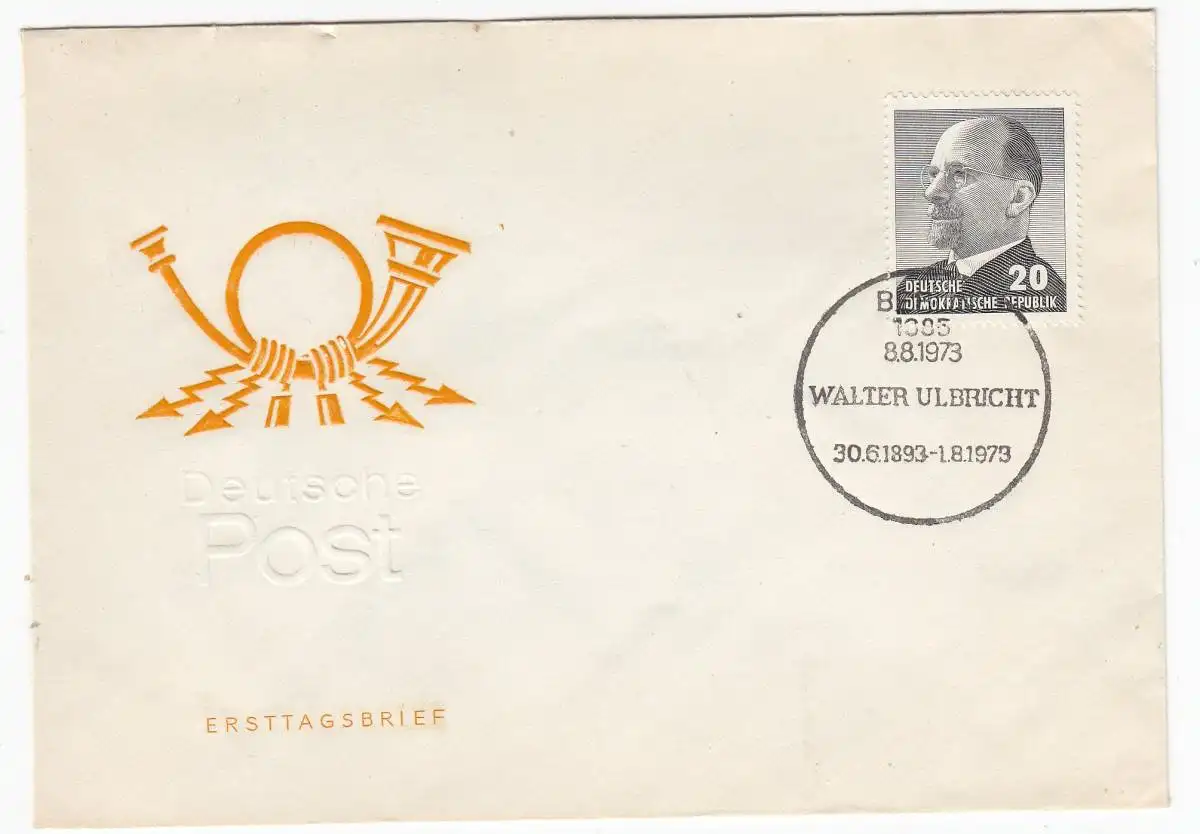 20
DEUTSCHE
DEMOKRATISCHE REPUBLIK
8.8.1973
WALTER ULBRICHT
30.6.1893-1.8.1973
Deutsche
Post
ERSTTAGSBRIEF